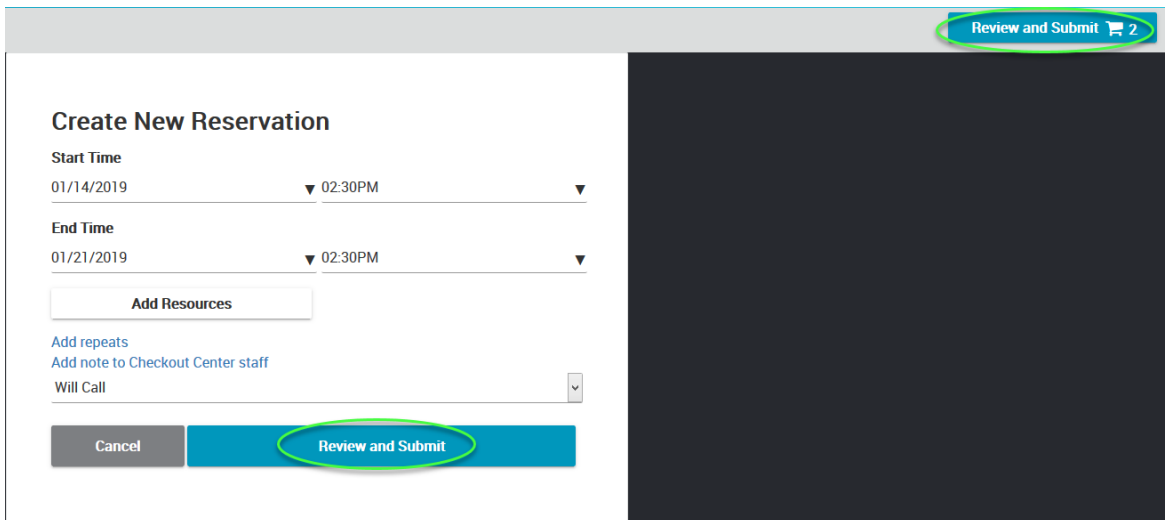 Review and Submit 2
Create New Reservation
Start Time
01/14/2019 02:30PM
End Time
01/21/2019 02:30PM
Add Resources
Add repeats
Add note to Checkout Center staff
Will Call
Cancel Review and Submit